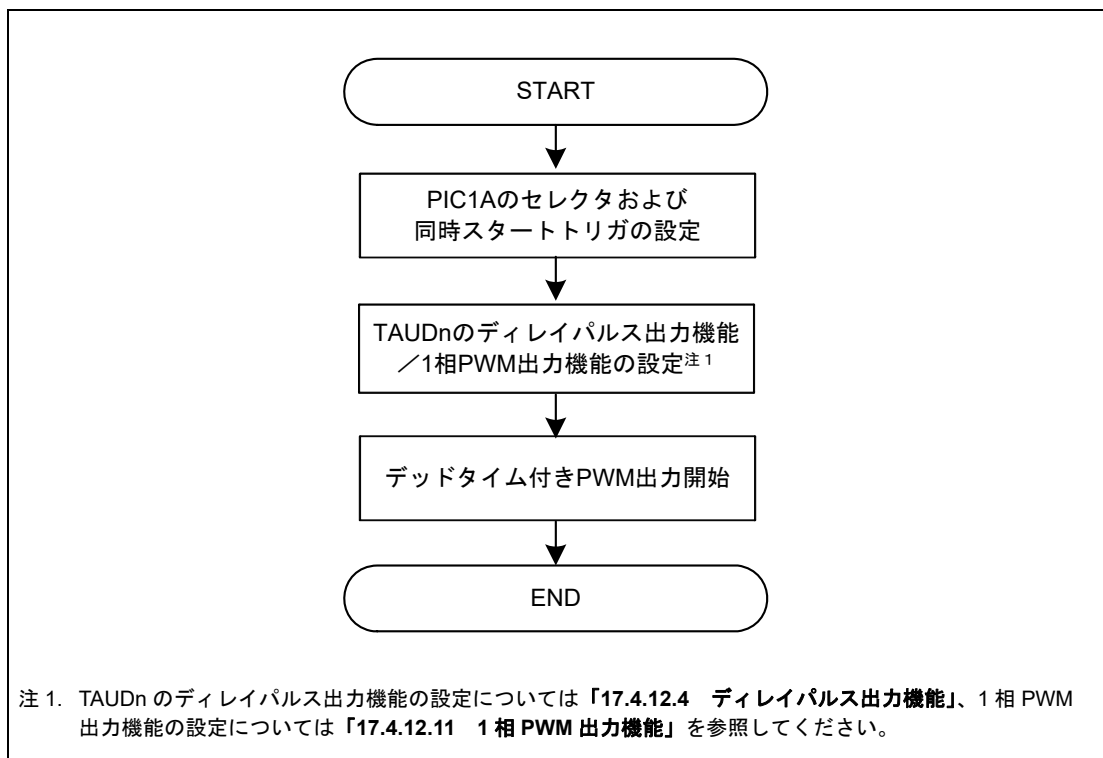 START
PIC1Aのセレクタおよび
同時スタートトリガの設定
TAUDnのディレイパルス出力機能
／1相PWM出力機能の設定注 1
デッドタイム付きPWM出力開始
END
注 1. TAUDn のディレイパルス出力機能の設定については「17.4.12.4 ディレイパルス出力機能」、1 相 PWM
出力機能の設定については「17.4.12.11 1 相 PWM 出力機能」を参照してください。